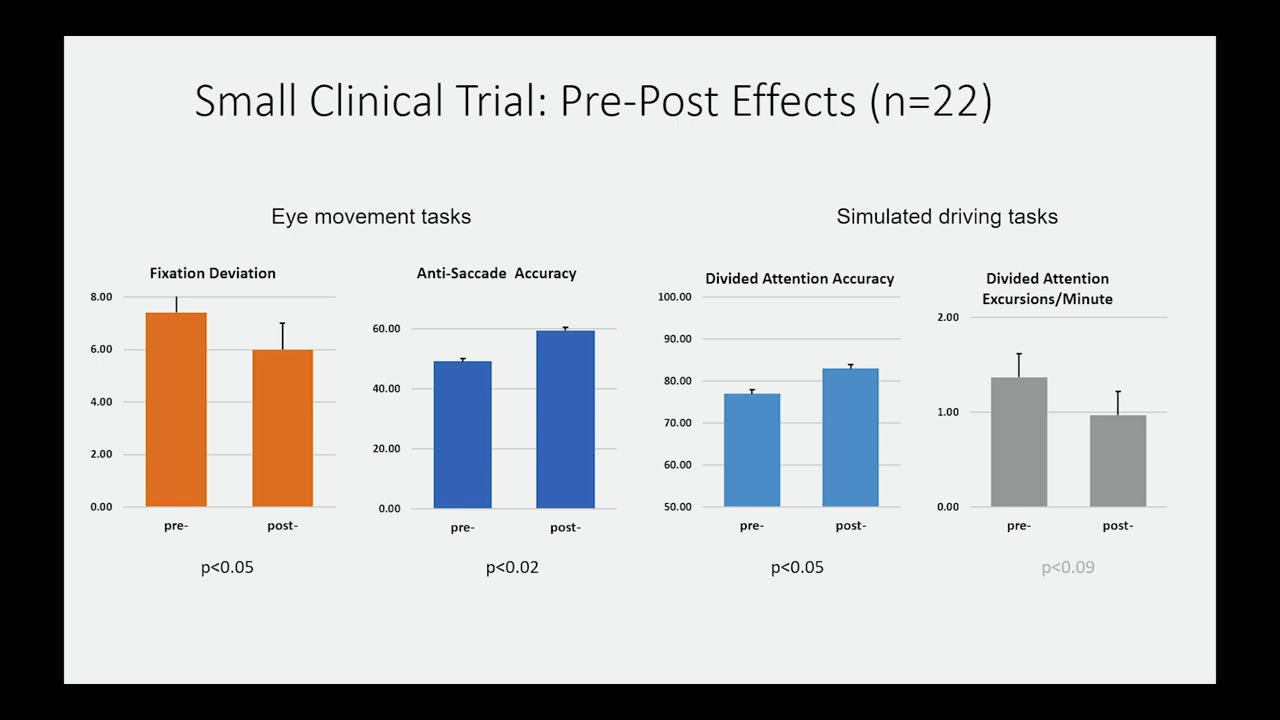 Small Clinical Trial: Pre-Post Effects (n=22)
Eye movement tasks
Simulated driving tasks
Fixation Deviation
8.00
6.00
4.00
2.00
0.00
pre-
post-
p<0.05
Anti-Saccade Accuracy
60.00
40.00
20.00
0.00
pre-
post-
p<0.02
Divided Attention Accuracy
100.00
90.00
80.00
70.00
60.00
50.00
pre-
post-
p<0.05
Divided Attention
Excursions/Minute
2.00
1.00
0.00
pre-
post-
p<0.09